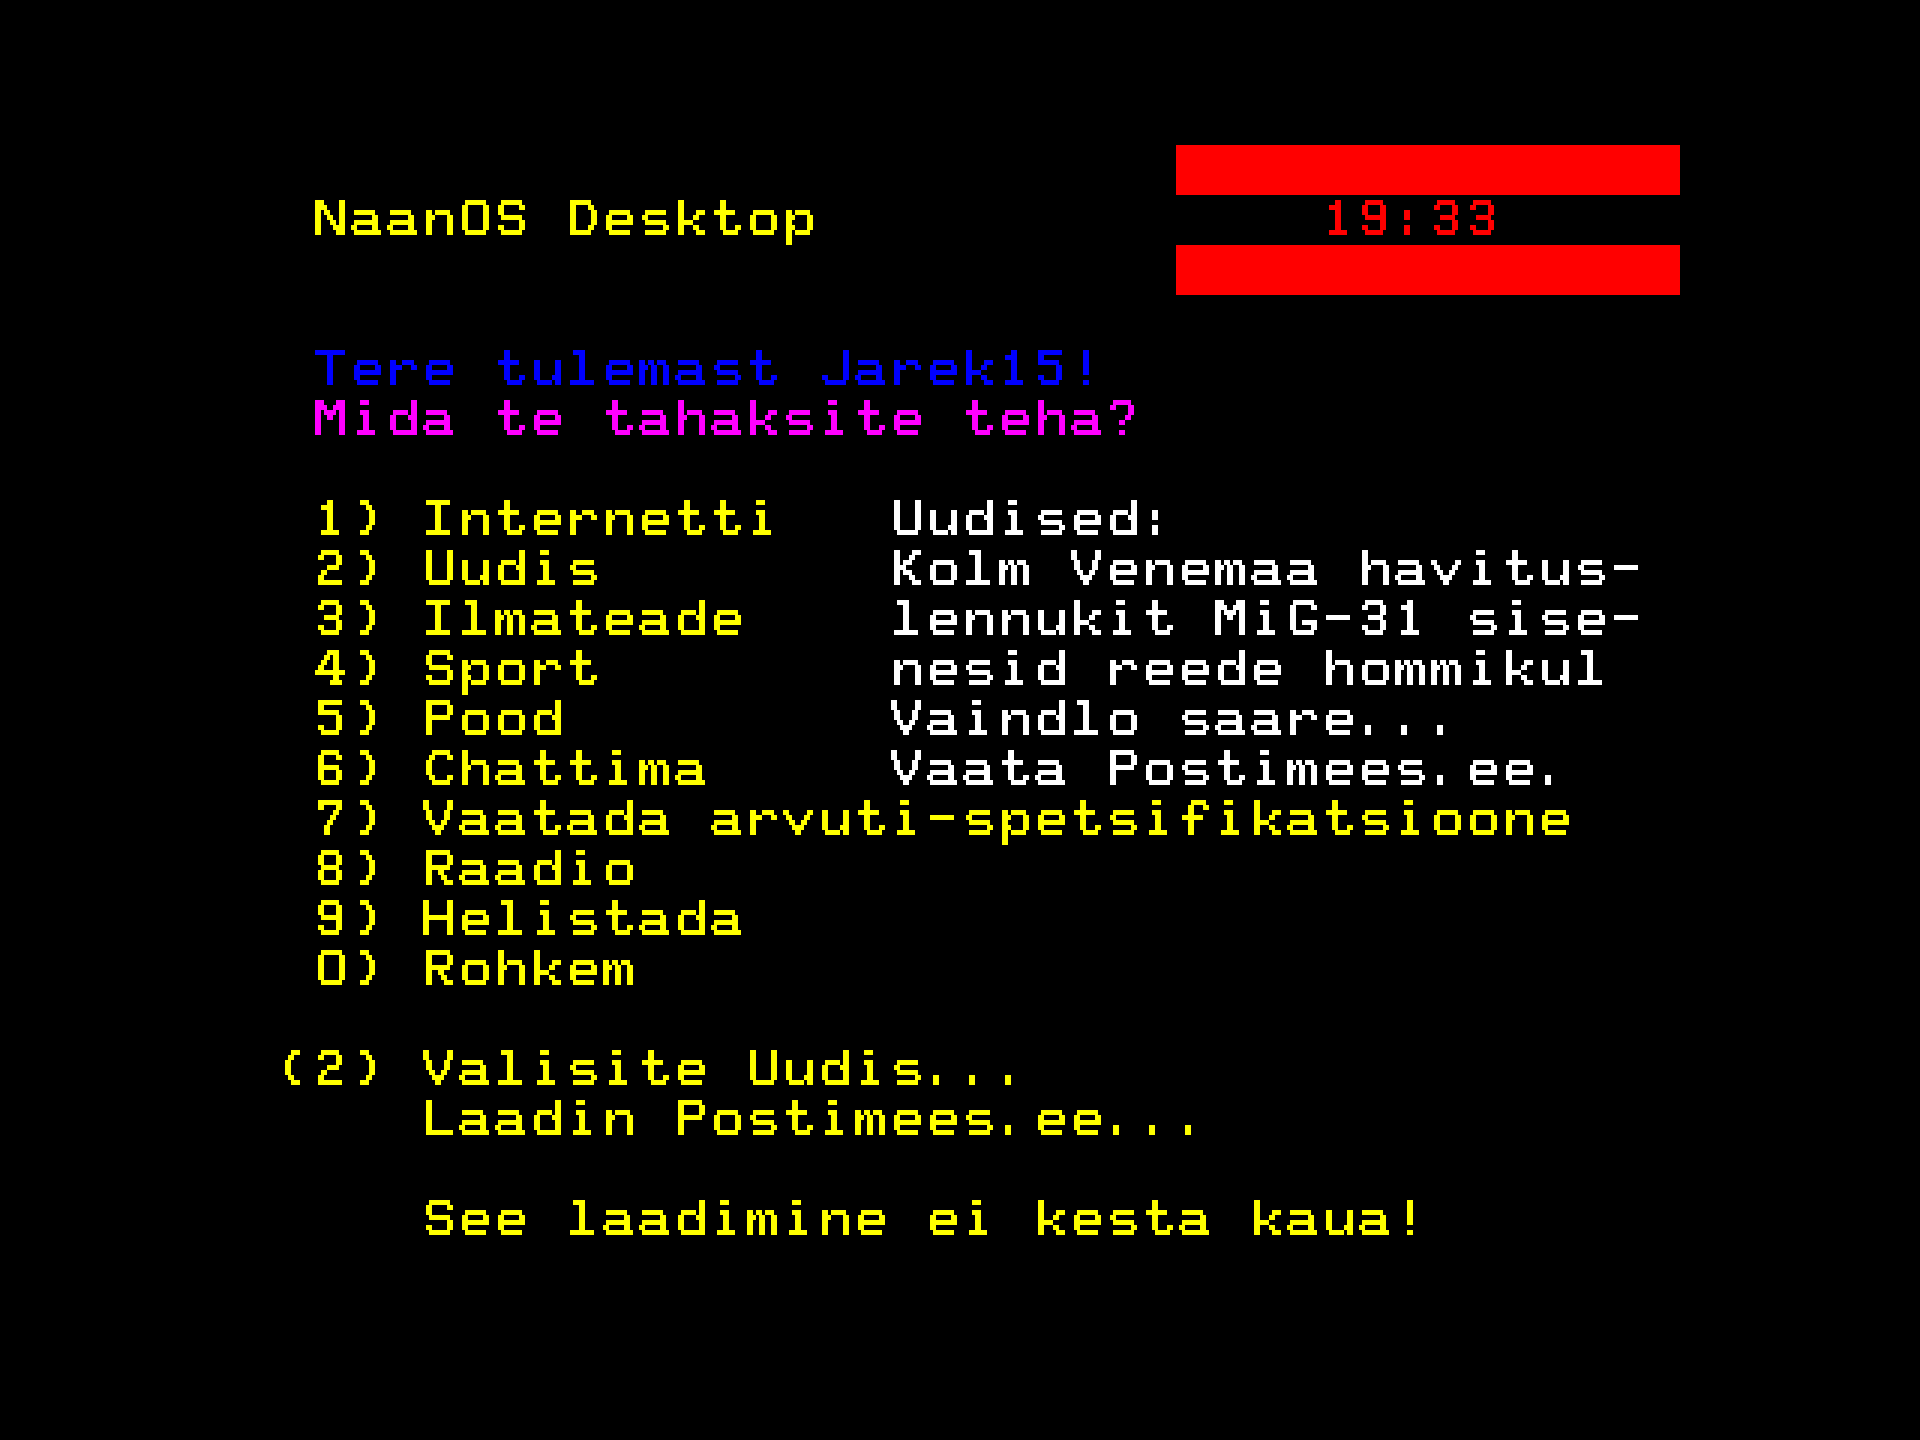 NaanOS Desktop
19:33
Tere tulemast Jarek15!
Mida te tahaksite teha?
1) Internetti
2) Uudis
3) Ilmateade
4) Sport
5) Pood
6) Chattima
7) Vaatada arvuti-spetsifikatsioone
8) Raadio
9) Helistada
0) Rohkem
Uudised:
Kolm Venemaa havitus-
lennukit MiG-31 sise-
nesid reede hommikul
Vaindlo saare...
Vaata Postimees.ee.
(2) Valisite Uudis...
Laadin Postimees.ee...
See laadimine ei kesta kaua!